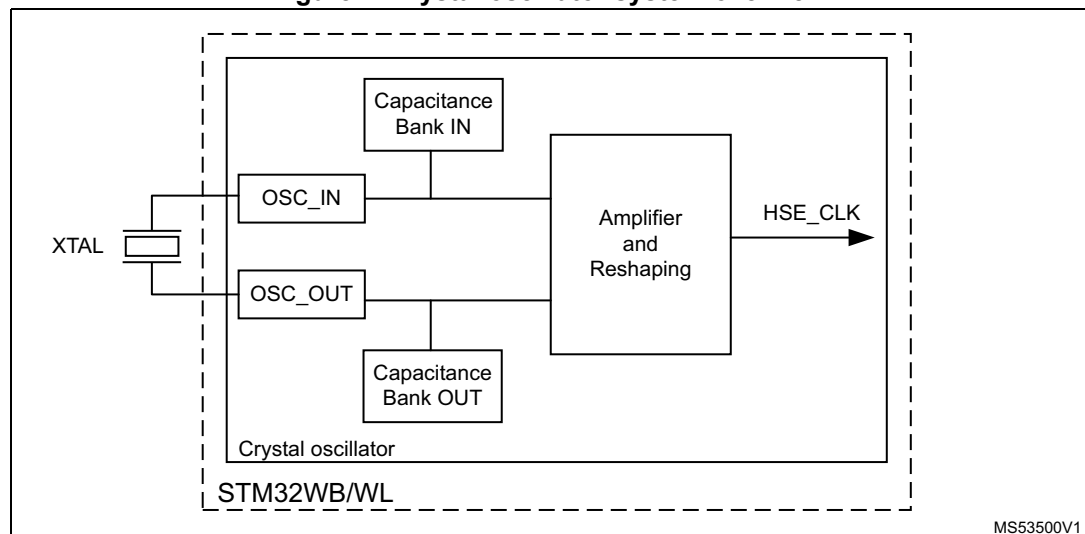 Capacitance
Bank IN
OSC_IN
XTAL
Amplifier
and
Reshaping
HSE_CLK
OSC_OUT
Capacitance
Bank OUT
Crystal oscillator
STM32WB/WL
MS53500V1